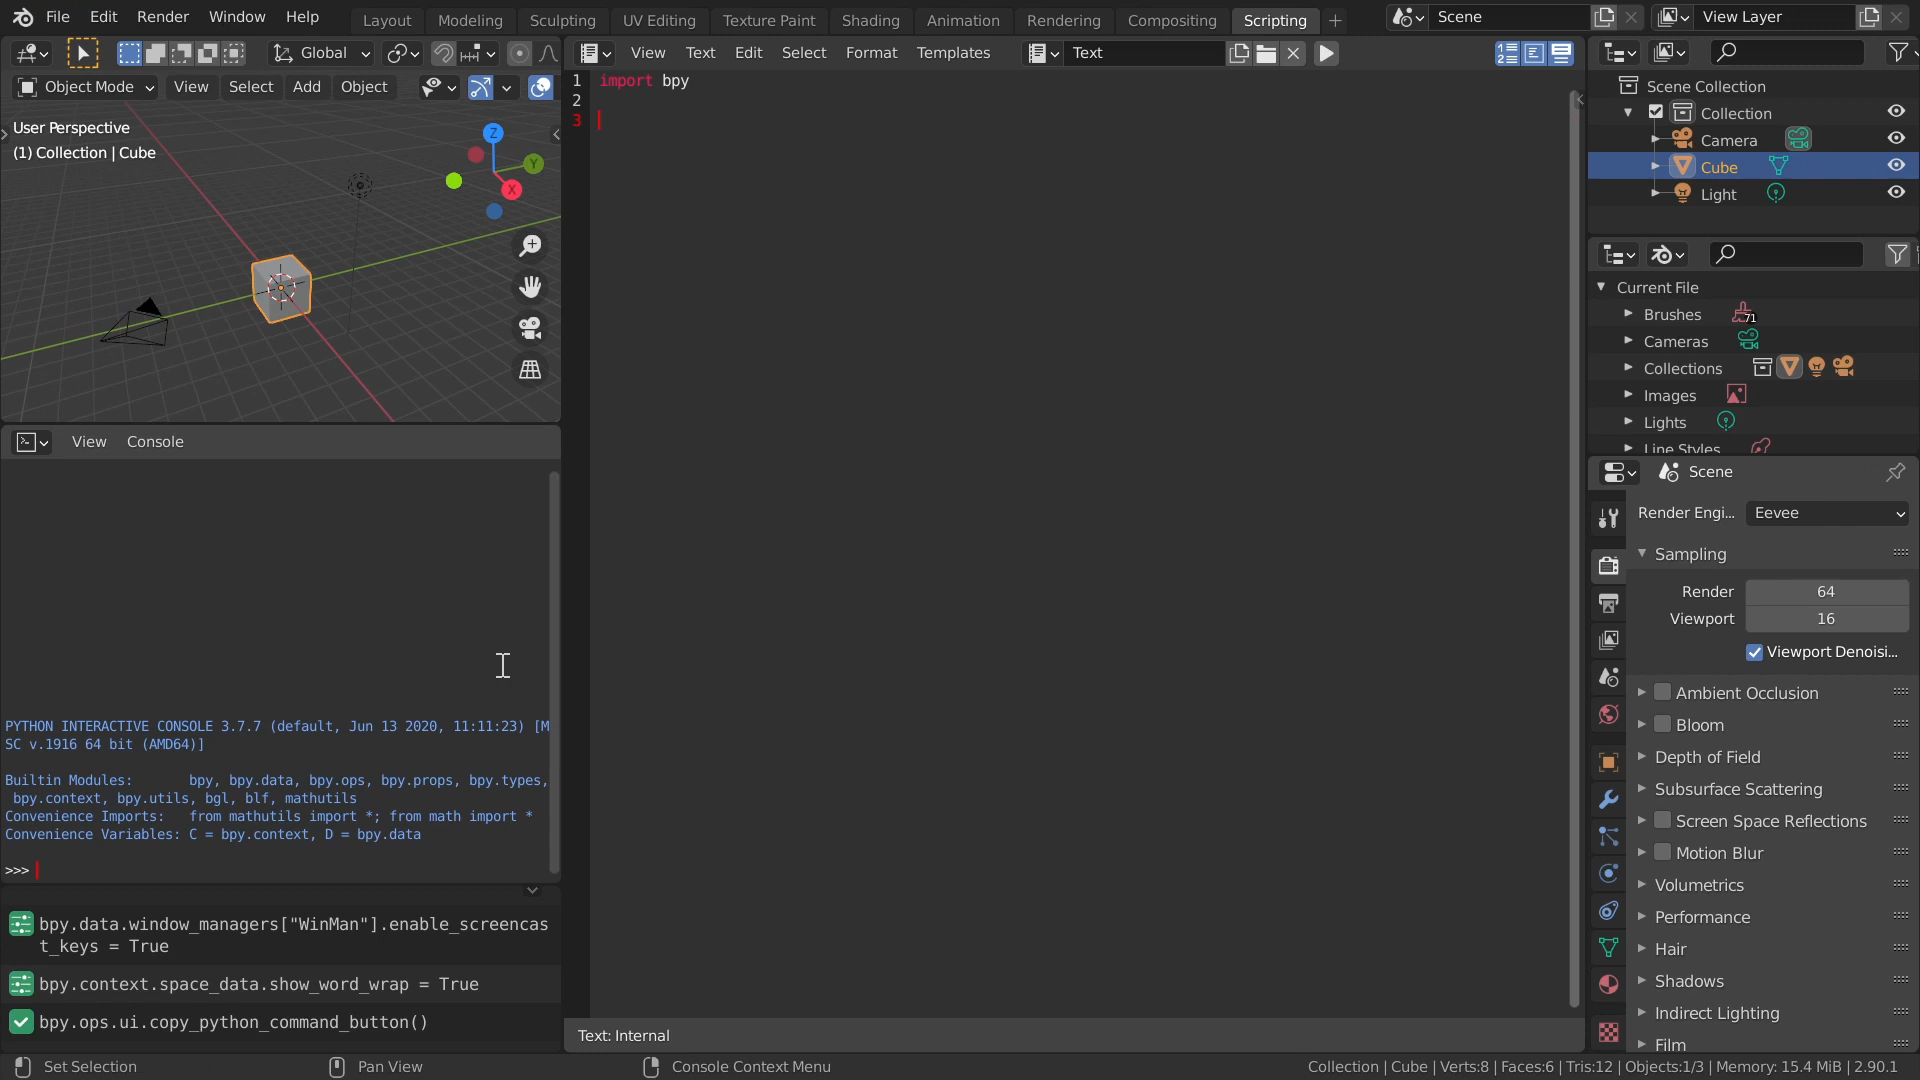 File Edit Render Window Help Layout Modeling Sculpting UV Editing Texture Paint Shading Animation Rendering Compositing Scripting + Scene View Layer
Global View Text Edit Select Format Templates Text
Object Mode View Select Add Object
User Perspective
(1) Collection | Cube
Z
Y
X
1 import bpy
2
3
View Console
PYTHON INTERACTIVE CONSOLE 3.7.7 (default, Jun 13 2020, 11:11:23) [M
SC v.1916 64 bit (AMD64)]
Builtin Modules: bpy, bpy.data, bpy.ops, bpy.props, bpy.types,
bpy.context, bpy.utils, bgl, blf, mathutils
Convenience Imports: from mathutils import *; from math import *
Convenience Variables: C = bpy.context, D = bpy.data
>>>
bpy.data.window_managers["WinMan"].enable_screencas
t_keys = True
bpy.context.space_data.show_word_wrap = True
bpy.ops.ui.copy_python_command_button()
Text: Internal
Scene Collection
Collection
Camera
Cube
Light
Current File
Brushes 71
Cameras
Collections
Images
Lights
Line Styles
Scene
Render Engi... Eevee
Sampling
Render 64
Viewport 16
Viewport Denoisi...
Ambient Occlusion
Bloom
Depth of Field
Subsurface Scattering
Screen Space Reflections
Motion Blur
Volumetrics
Performance
Hair
Shadows
Indirect Lighting
Film
Set Selection Pan View Console Context Menu Collection | Cube | Verts:8 | Faces:6 | Tris:12 | Objects:1/3 | Memory: 15.4 MiB | 2.90.1